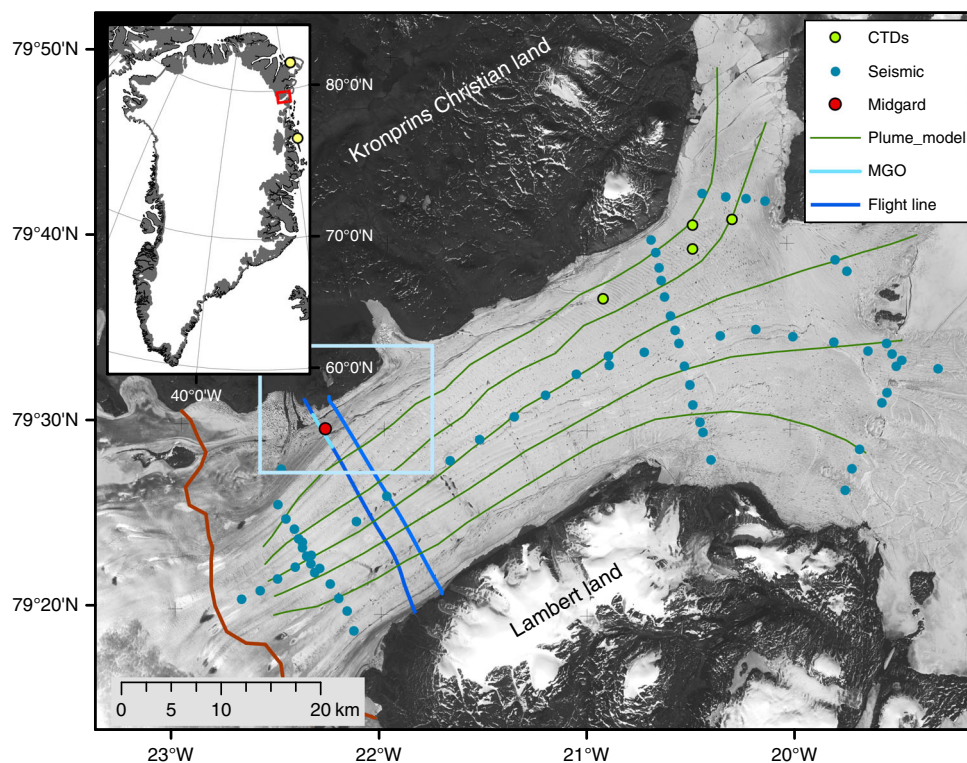 79°50'N
79°40'N
79°30'N
79°20'N
80°0'N
70°0'N
60°0'N
40°0'W
Kronprins Christian land
Lambert land
CTDs
Seismic
Midgard
Plume_model
MGO
Flight line
0 5 10 20 km
23°W 22°W 21°W 20°W